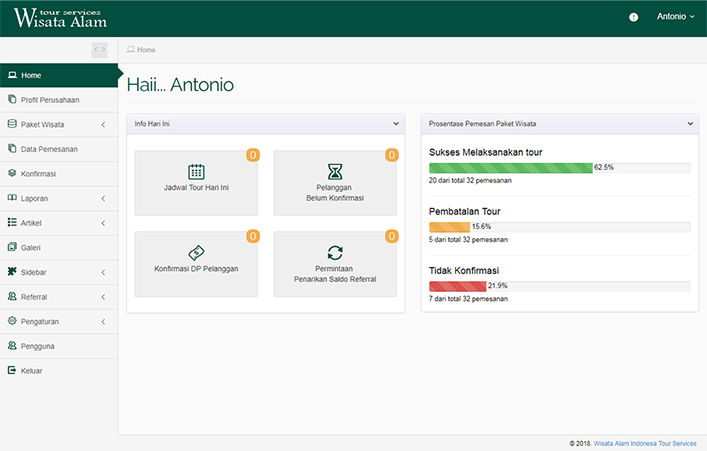 tour services
Wisata Alam
Antonio
Home
Home
Profil Perusahaan
Paket Wisata
Data Pemesanan
Konfirmasi
Laporan
Artikel
Galeri
Sidebar
Referral
Pengaturan
Pengguna
Keluar
Haii... Antonio
Info Hari Ini
0
Jadwal Tour Hari Ini
0
Pelanggan
Belum Konfirmasi
0
Konfirmasi DP Pelanggan
0
Permintaan
Penarikan Saldo Referral
Prosentase Pemesan Paket Wisata
Sukses Melaksanakan tour
62.5%
20 dari total 32 pemesanan
Pembatalan Tour
15.6%
5 dari total 32 pemesanan
Tidak Konfirmasi
21.9%
7 dari total 32 pemesanan
© 2018. Wisata Alam Indonesa Tour Services